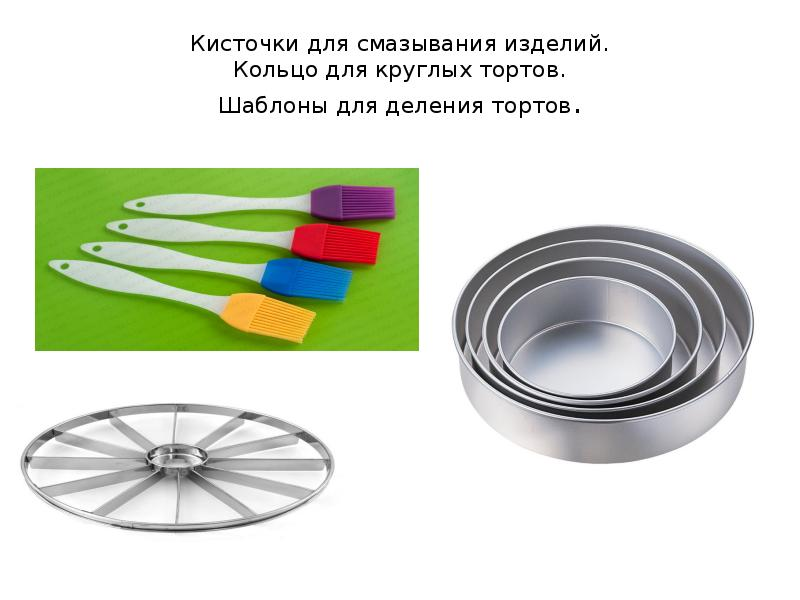 Кисточки для смазывания изделий.
Кольцо для круглых тортов.
Шаблоны для деления тортов.